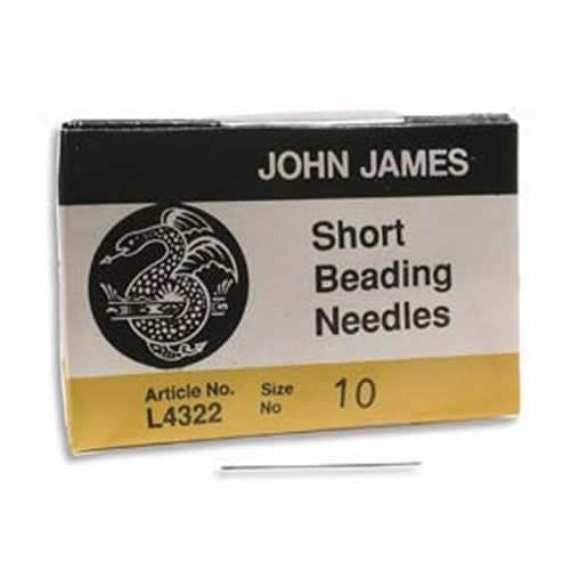 JOHN JAMES
Short
Beading
Needles
Article No.
L4322
Size
No
10